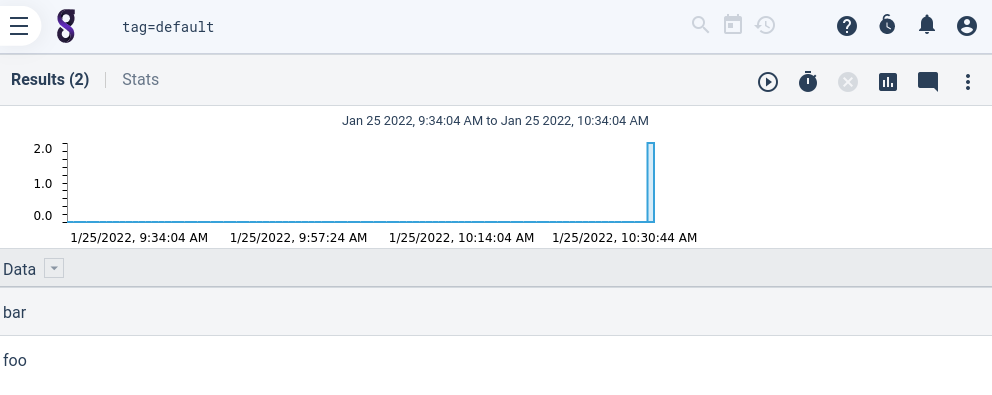 tag=default
Results (2)
Stats
Jan 25 2022, 9:34:04 AM to Jan 25 2022, 10:34:04 AM
2.0
1.0
0.0
1/25/2022, 9:34:04 AM 1/25/2022, 9:57:24 AM 1/25/2022, 10:14:04 AM 1/25/2022, 10:30:44 AM
Data
bar
foo